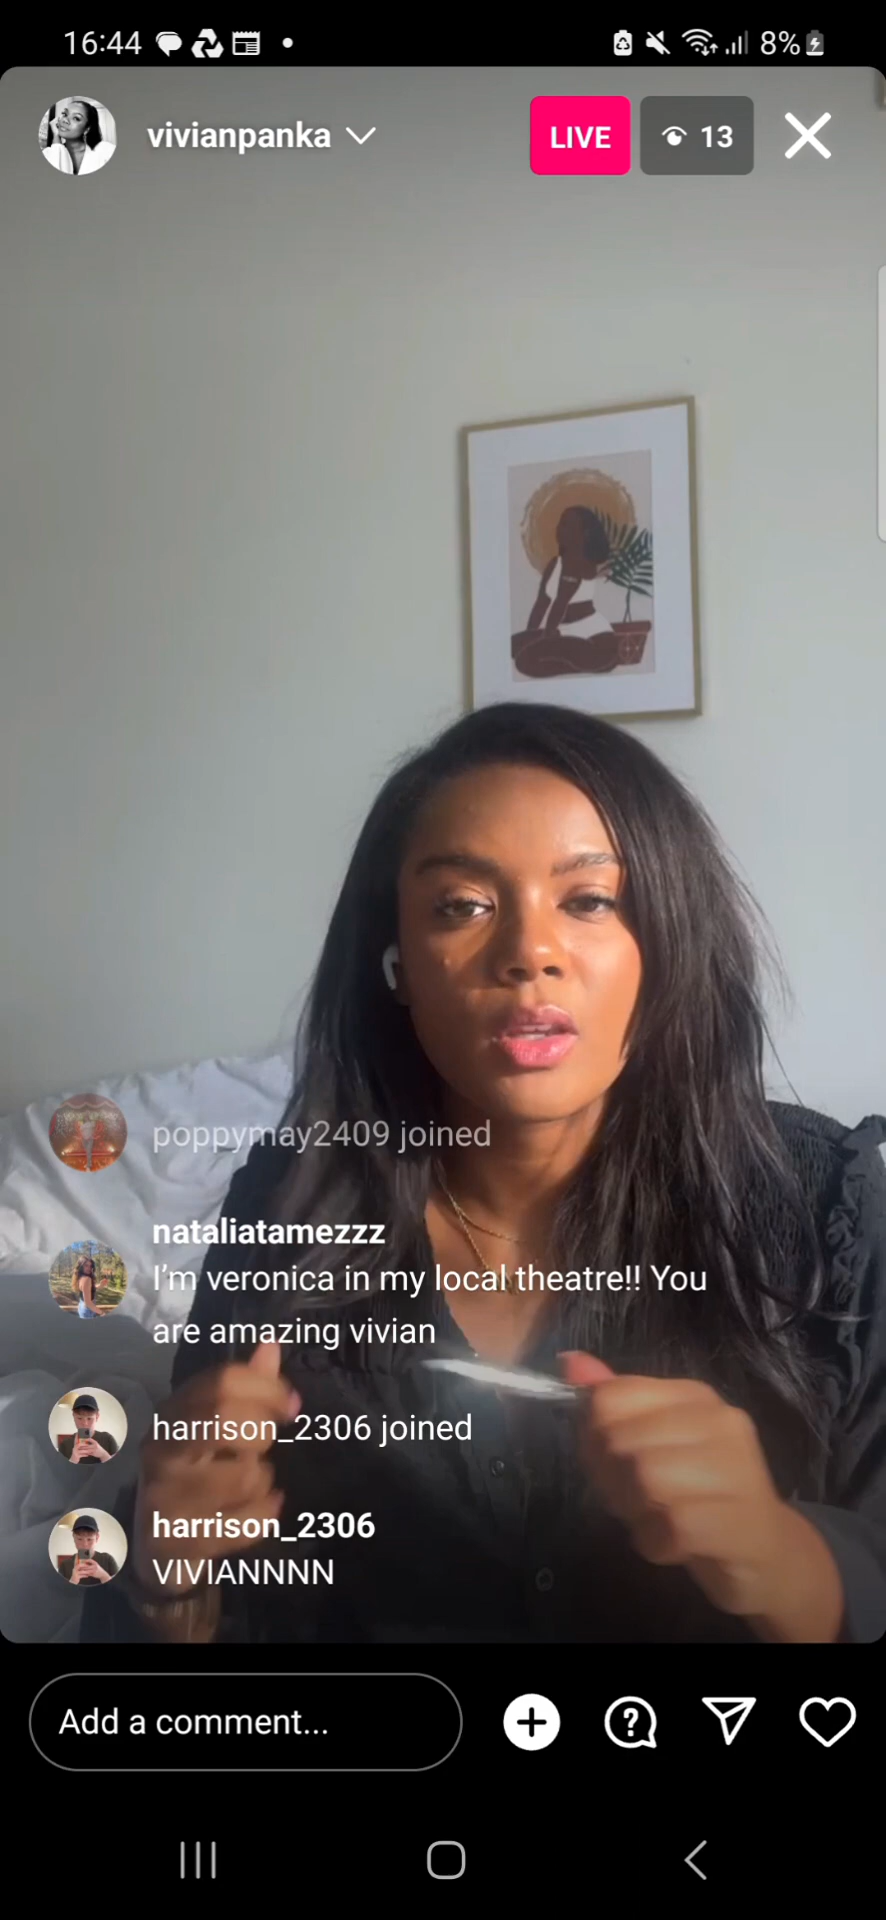 16:44
8%
vivianpanka
LIVE
13
poppymay2409 joined
nataliatamezzz
I'm veronica in my local theatre!! You
are amazing vivian
harrison_2306 joined
harrison_2306
VIVIANNNN
Add a comment...